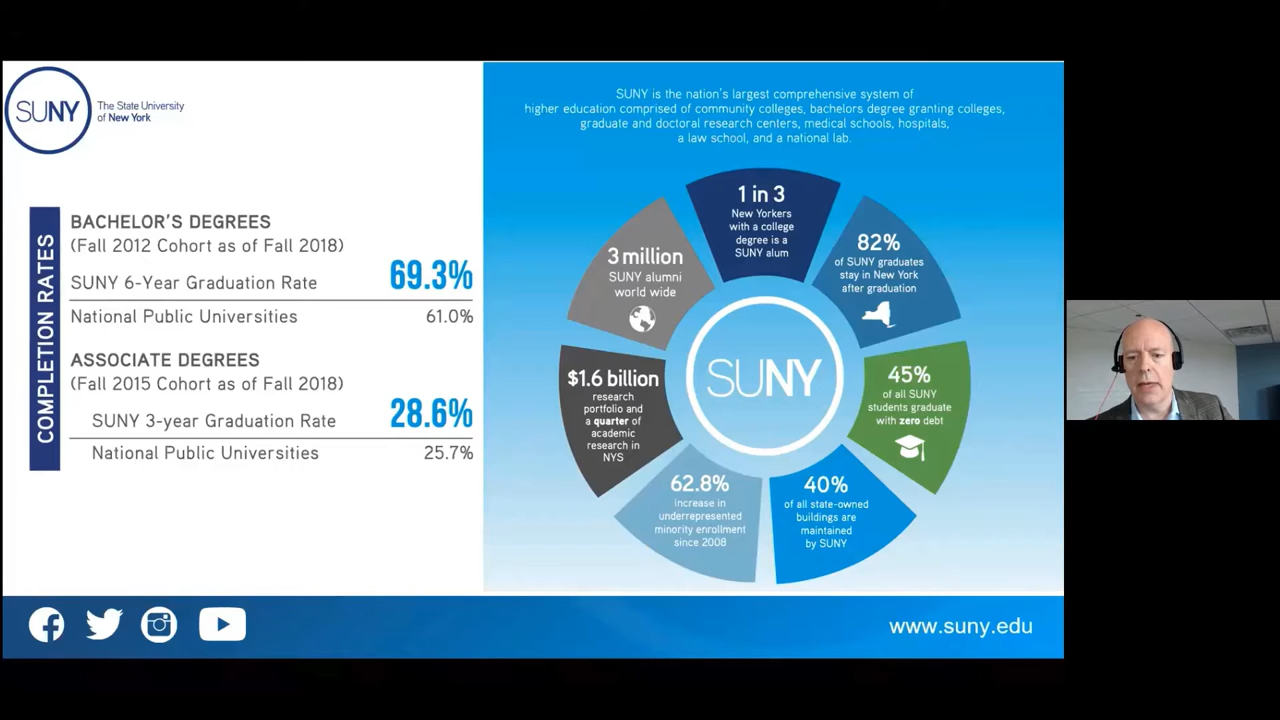 SUNY
The State University
of New York
COMPLETION RATES
BACHELOR'S DEGREES
(Fall 2012 Cohort as of Fall 2018)
SUNY 6-Year Graduation Rate 69.3%
National Public Universities 61.0%
ASSOCIATE DEGREES
(Fall 2015 Cohort as of Fall 2018)
SUNY 3-year Graduation Rate 28.6%
National Public Universities 25.7%
SUNY is the nation's largest comprehensive system of
higher education comprised of community colleges, bachelors degree granting colleges,
graduate and doctoral research centers, medical schools, hospitals,
a law school, and a national lab.
1 in 3
New Yorkers
with a college
degree is a
SUNY alum
82%
of SUNY graduates
stay in New York
after graduation
45%
of all SUNY
students graduate
with zero debt
40%
of all state-owned
buildings are
maintained
by SUNY
62.8%
increase in
underrepresented
minority enrollment
since 2008
$1.6 billion
research
portfolio and
a quarter of
academic
research in
NYS
3 million
SUNY alumni
world wide
SUNY
www.suny.edu